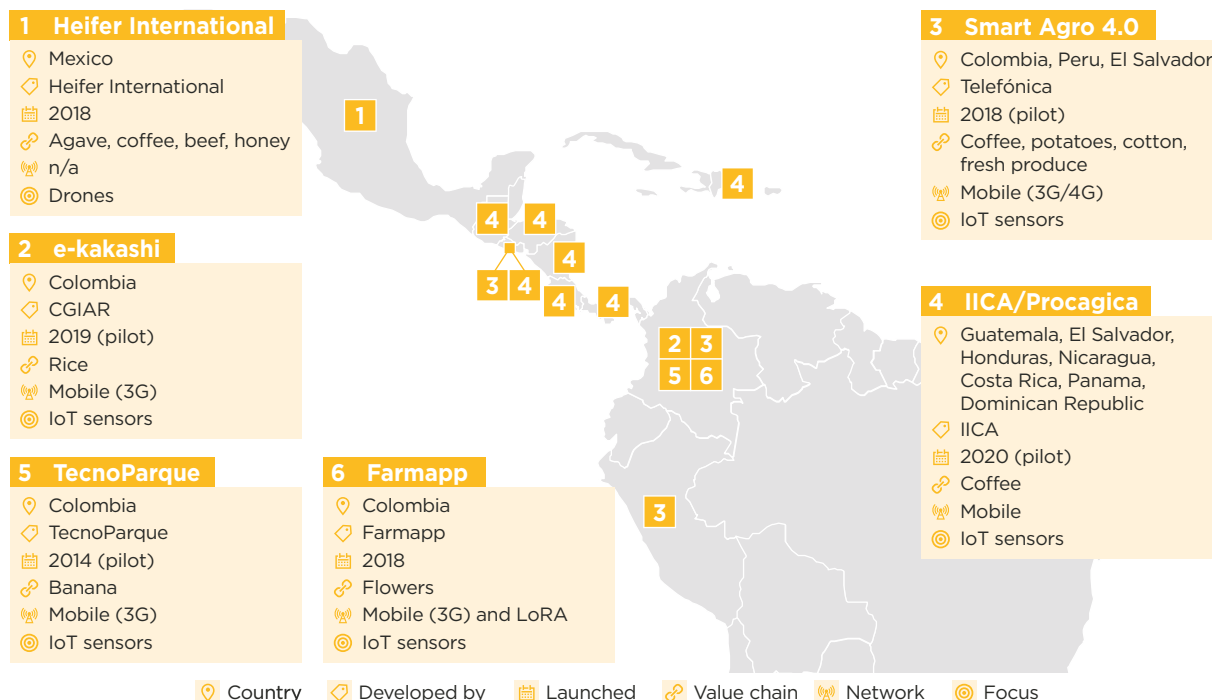 1 Heifer International
Mexico
Heifer International
2018
Agave, coffee, beef, honey
n/a
Drones
2 e-kakashi
Colombia
CGIAR
2019 (pilot)
Rice
Mobile (3G)
IoT sensors
5 TecnoParque
Colombia
TecnoParque
2014 (pilot)
Banana
Mobile (3G)
IoT sensors
6 Farmapp
Colombia
Farmapp
2018
Flowers
Mobile (3G) and LoRA
IoT sensors
3 Smart Agro 4.0
Colombia, Peru, El Salvador
Telefónica
2018 (pilot)
Coffee, potatoes, cotton,
fresh produce
Mobile (3G/4G)
IoT sensors
4 IICA/Procagica
Guatemala, El Salvador,
Honduras, Nicaragua,
Costa Rica, Panama,
Dominican Republic
IICA
2020 (pilot)
Coffee
Mobile
IoT sensors
1
4
4 4
4
3 4
4 4
2 3
5 6
3
Country Developed by Launched Value chain Network Focus